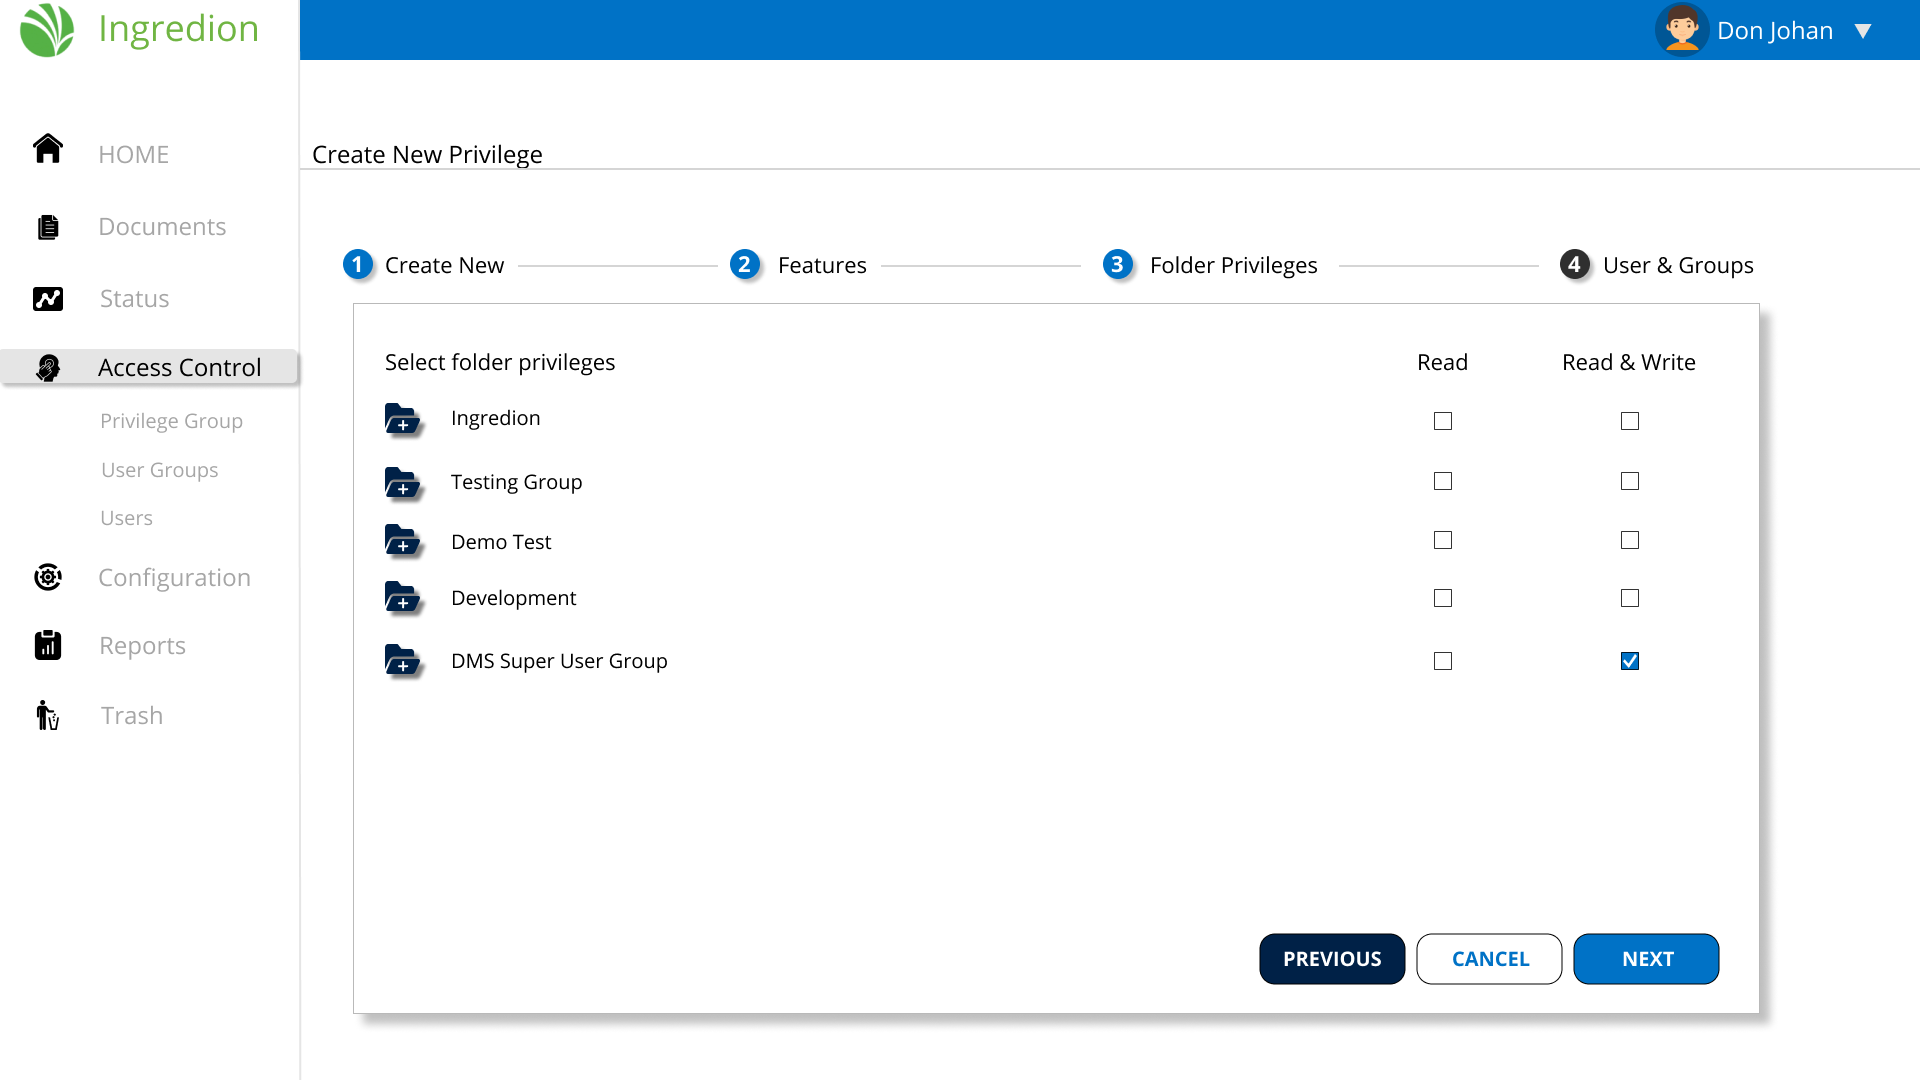 Ingredion
Don Johan
HOME
Documents
Status
Access Control
Privilege Group
User Groups
Users
Configuration
Reports
Trash
Create New Privilege
1 Create New
2 Features
3 Folder Privileges
4 User & Groups
Select folder privileges Read Read & Write
Ingredion
Testing Group
Demo Test
Development
DMS Super User Group
PREVIOUS CANCEL NEXT